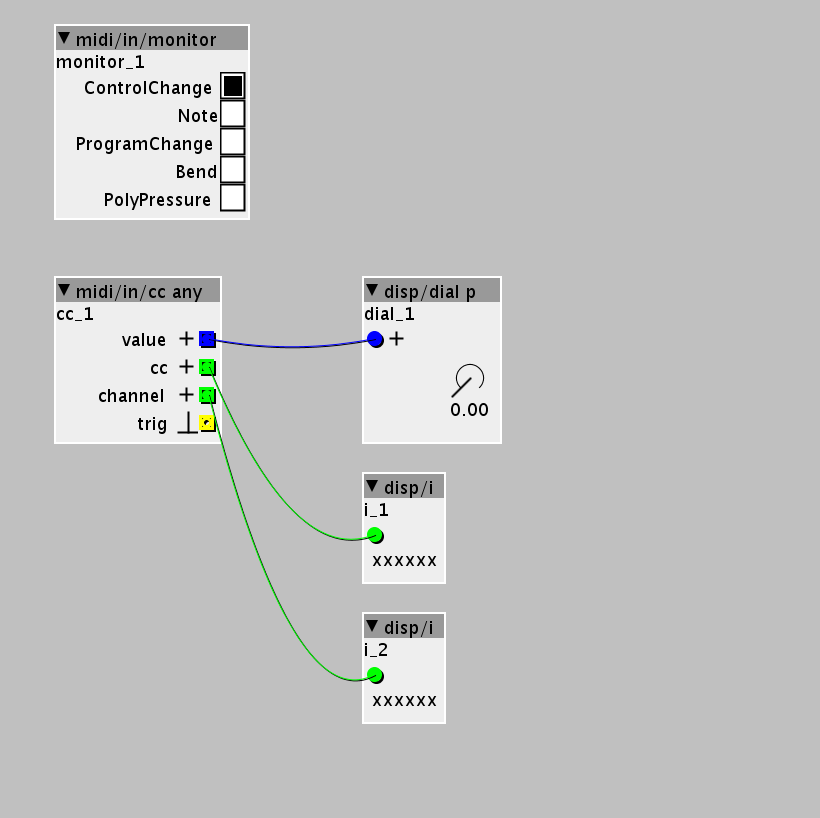 midi/in/monitor
monitor_1
ControlChange
Note
ProgramChange
Bend
PolyPressure
midi/in/cc any
cc_1
value
cc
channel
trig
disp/dial p
dial_1
0.00
disp/i
i_1
xxxxxx
disp/i
i_2
xxxxxx